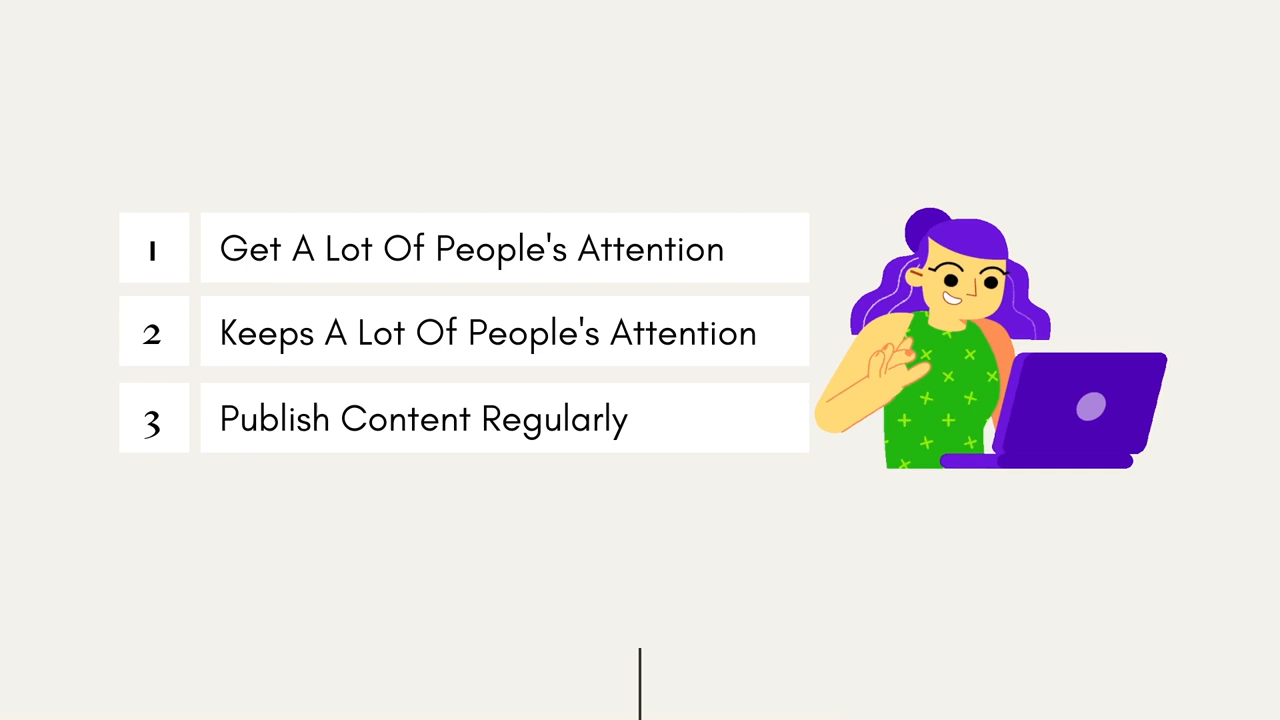 1 Get A Lot Of People's Attention
2 Keeps A Lot Of People's Attention
3 Publish Content Regularly